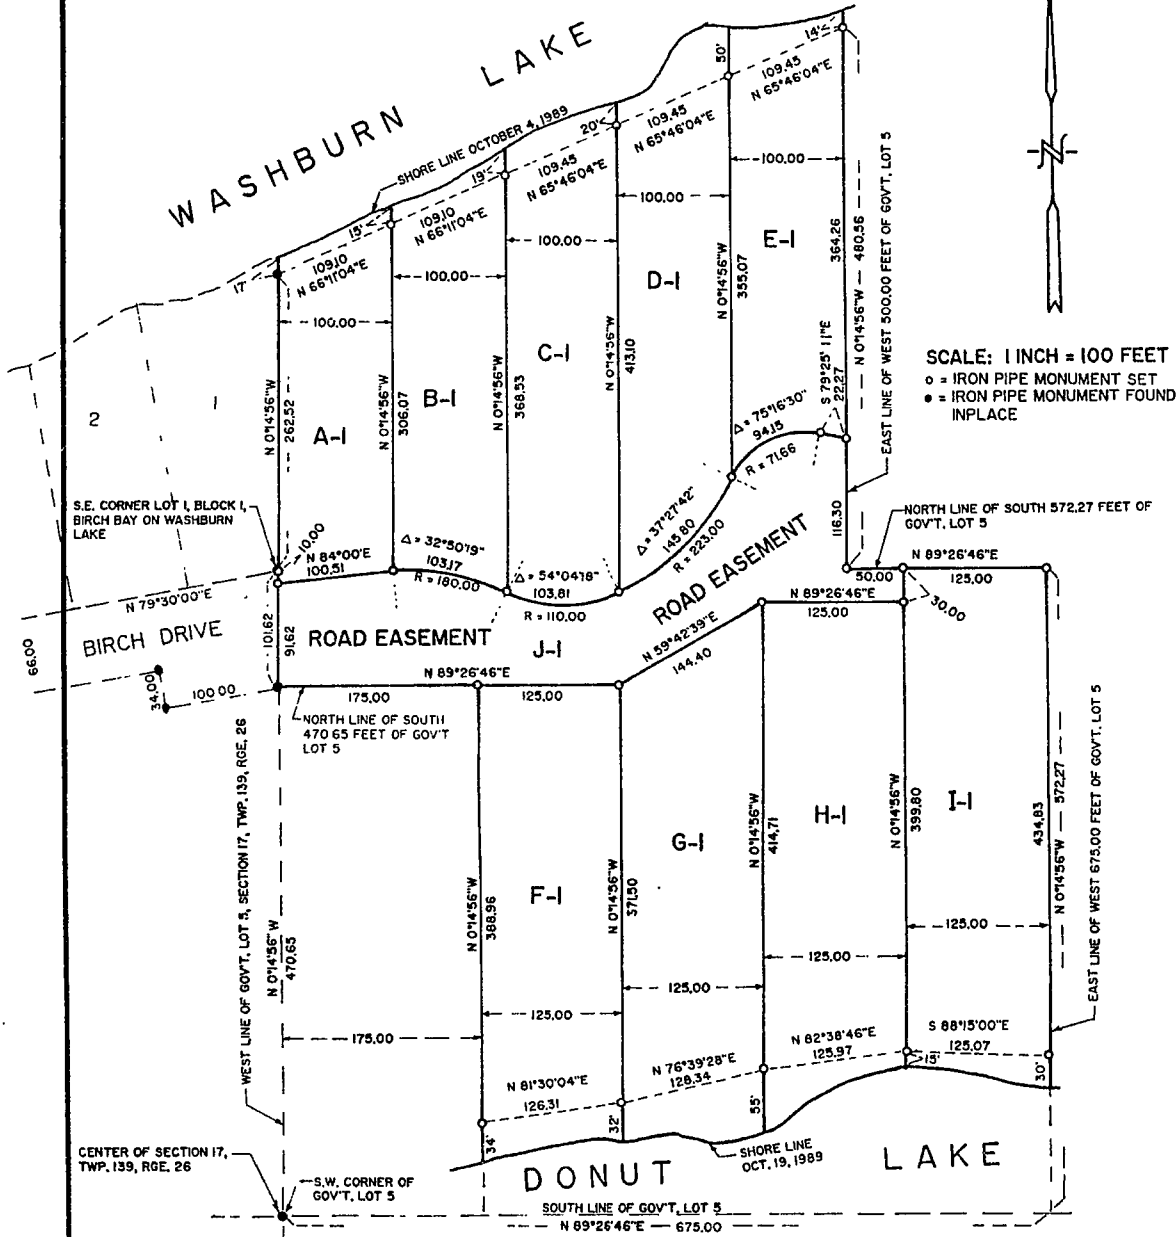 WASHBURN LAKE
SHORE LINE OCTOBER 4, 1989
14'
50'
109.45
N 65°46'04"E
20'
109.45
N 65°46'04"E
19'
109.45
N 65°46'04"E
15'
109.10
N 66°11'04"E
17'
109.10
N 66°11'04"E
100.00
100.00
100.00
100.00
100.00
E-1
D-1
C-1
B-1
A-1
2
1
N 0°14'56"W
262.52
N 0°14'56"W
306.07
N 0°14'56"W
368.53
N 0°14'56"W
413.10
N 0°14'56"W
355.07
364.26
N 0°14'56"W — 480.56
EAST LINE OF WEST 500.00 FEET OF GOV'T. LOT 5
N
SCALE: 1 INCH = 100 FEET
○ = IRON PIPE MONUMENT SET
● = IRON PIPE MONUMENT FOUND
INPLACE
S 79°25'11"E
22.27
Δ = 75°16'30"
94.15
R = 71.66
Δ = 37°27'42"
145.80
R = 223.00
Δ = 54°04'18"
103.81
R = 110.00
Δ = 32°50'19"
103.17
R = 180.00
S.E. CORNER LOT 1, BLOCK 1,
BIRCH BAY ON WASHBURN
LAKE
10.00
N 84°00'E
100.51
N 79°30'00"E
BIRCH DRIVE
66.00
34.00
100.00
101.62
91.62
ROAD EASEMENT
J-1
ROAD EASEMENT
116.30
NORTH LINE OF SOUTH 572.27 FEET OF
GOV'T. LOT 5
N 89°26'46"E
50.00
125.00
30.00
N 89°26'46"E
125.00
N 59°42'39"E
144.40
N 89°26'46"E
175.00
125.00
NORTH LINE OF SOUTH
470.65 FEET OF GOV'T
LOT 5
WEST LINE OF GOV'T. LOT 5, SECTION 17, TWP. 139, RGE. 26
N 0°14'56"W
470.65
N 0°14'56"W
388.96
N 0°14'56"W
371.50
N 0°14'56"W
414.71
N 0°14'56"W
399.80
434.83
N 0°14'56"W — 572.27
EAST LINE OF WEST 675.00 FEET OF GOV'T. LOT 5
F-1
G-1
H-1
I-1
175.00
125.00
125.00
125.00
125.00
N 81°30'04"E
126.31
N 76°39'28"E
128.34
N 82°38'46"E
125.97
S 88°15'00"E
125.07
34'
32'
55'
15'
30'
SHORE LINE
OCT. 19, 1989
DONUT LAKE
CENTER OF SECTION 17,
TWP. 139, RGE. 26
S.W. CORNER OF
GOV'T. LOT 5
SOUTH LINE OF GOV'T. LOT 5
N 89°26'46"E — 675.00